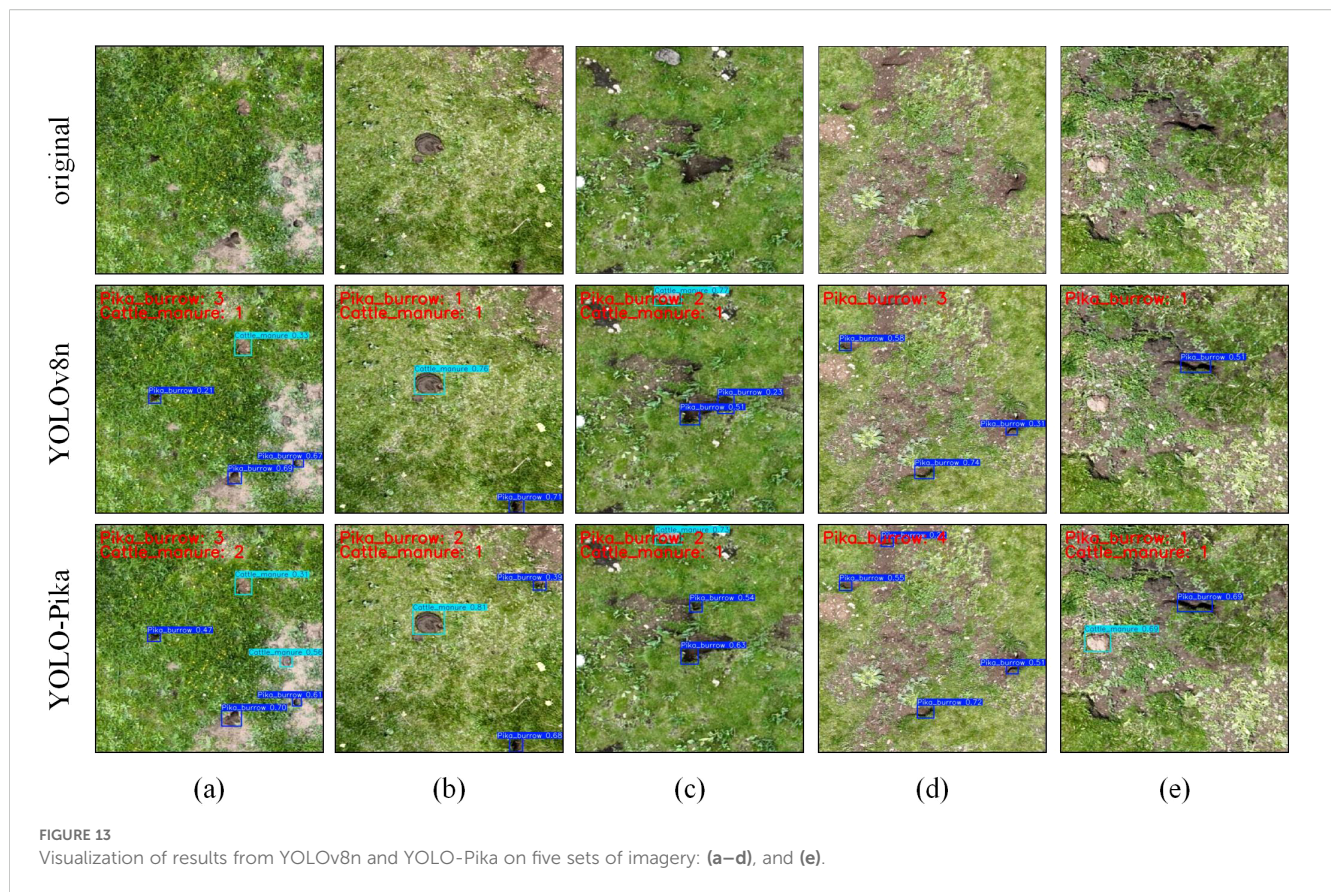 original
YOLOv8n
Pika_burrow: 3
Cattle_manure: 1
Cattle_manure 0.33
Pika_burrow 0.21
Pika_burrow 0.67
Pika_burrow 0.69
Pika_burrow: 1
Cattle_manure: 1
Cattle_manure 0.76
Pika_burrow 0.71
Pika_burrow: 2
Cattle_manure: 1
Pika_burrow 0.23
Pika_burrow 0.51
Pika_burrow: 3
Pika_burrow 0.58
Pika_burrow 0.31
Pika_burrow 0.74
Pika_burrow: 1
Pika_burrow 0.51
YOLO-Pika
Pika_burrow: 3
Cattle_manure: 2
Cattle_manure 0.31
Pika_burrow 0.47
Cattle_manure 0.56
Pika_burrow 0.61
Pika_burrow 0.70
Pika_burrow: 2
Cattle_manure: 1
Pika_burrow 0.39
Cattle_manure 0.81
Pika_burrow 0.68
Pika_burrow: 2
Cattle_manure: 1
Pika_burrow 0.54
Pika_burrow 0.63
Pika_burrow: 4
Pika_burrow 0.55
Pika_burrow 0.51
Pika_burrow 0.72
Pika_burrow: 1
Cattle_manure: 1
Pika_burrow 0.69
Cattle_manure 0.69
(a)
(b)
(c)
(d)
(e)
FIGURE 13
Visualization of results from YOLOv8n and YOLO-Pika on five sets of imagery: (a–d), and (e).